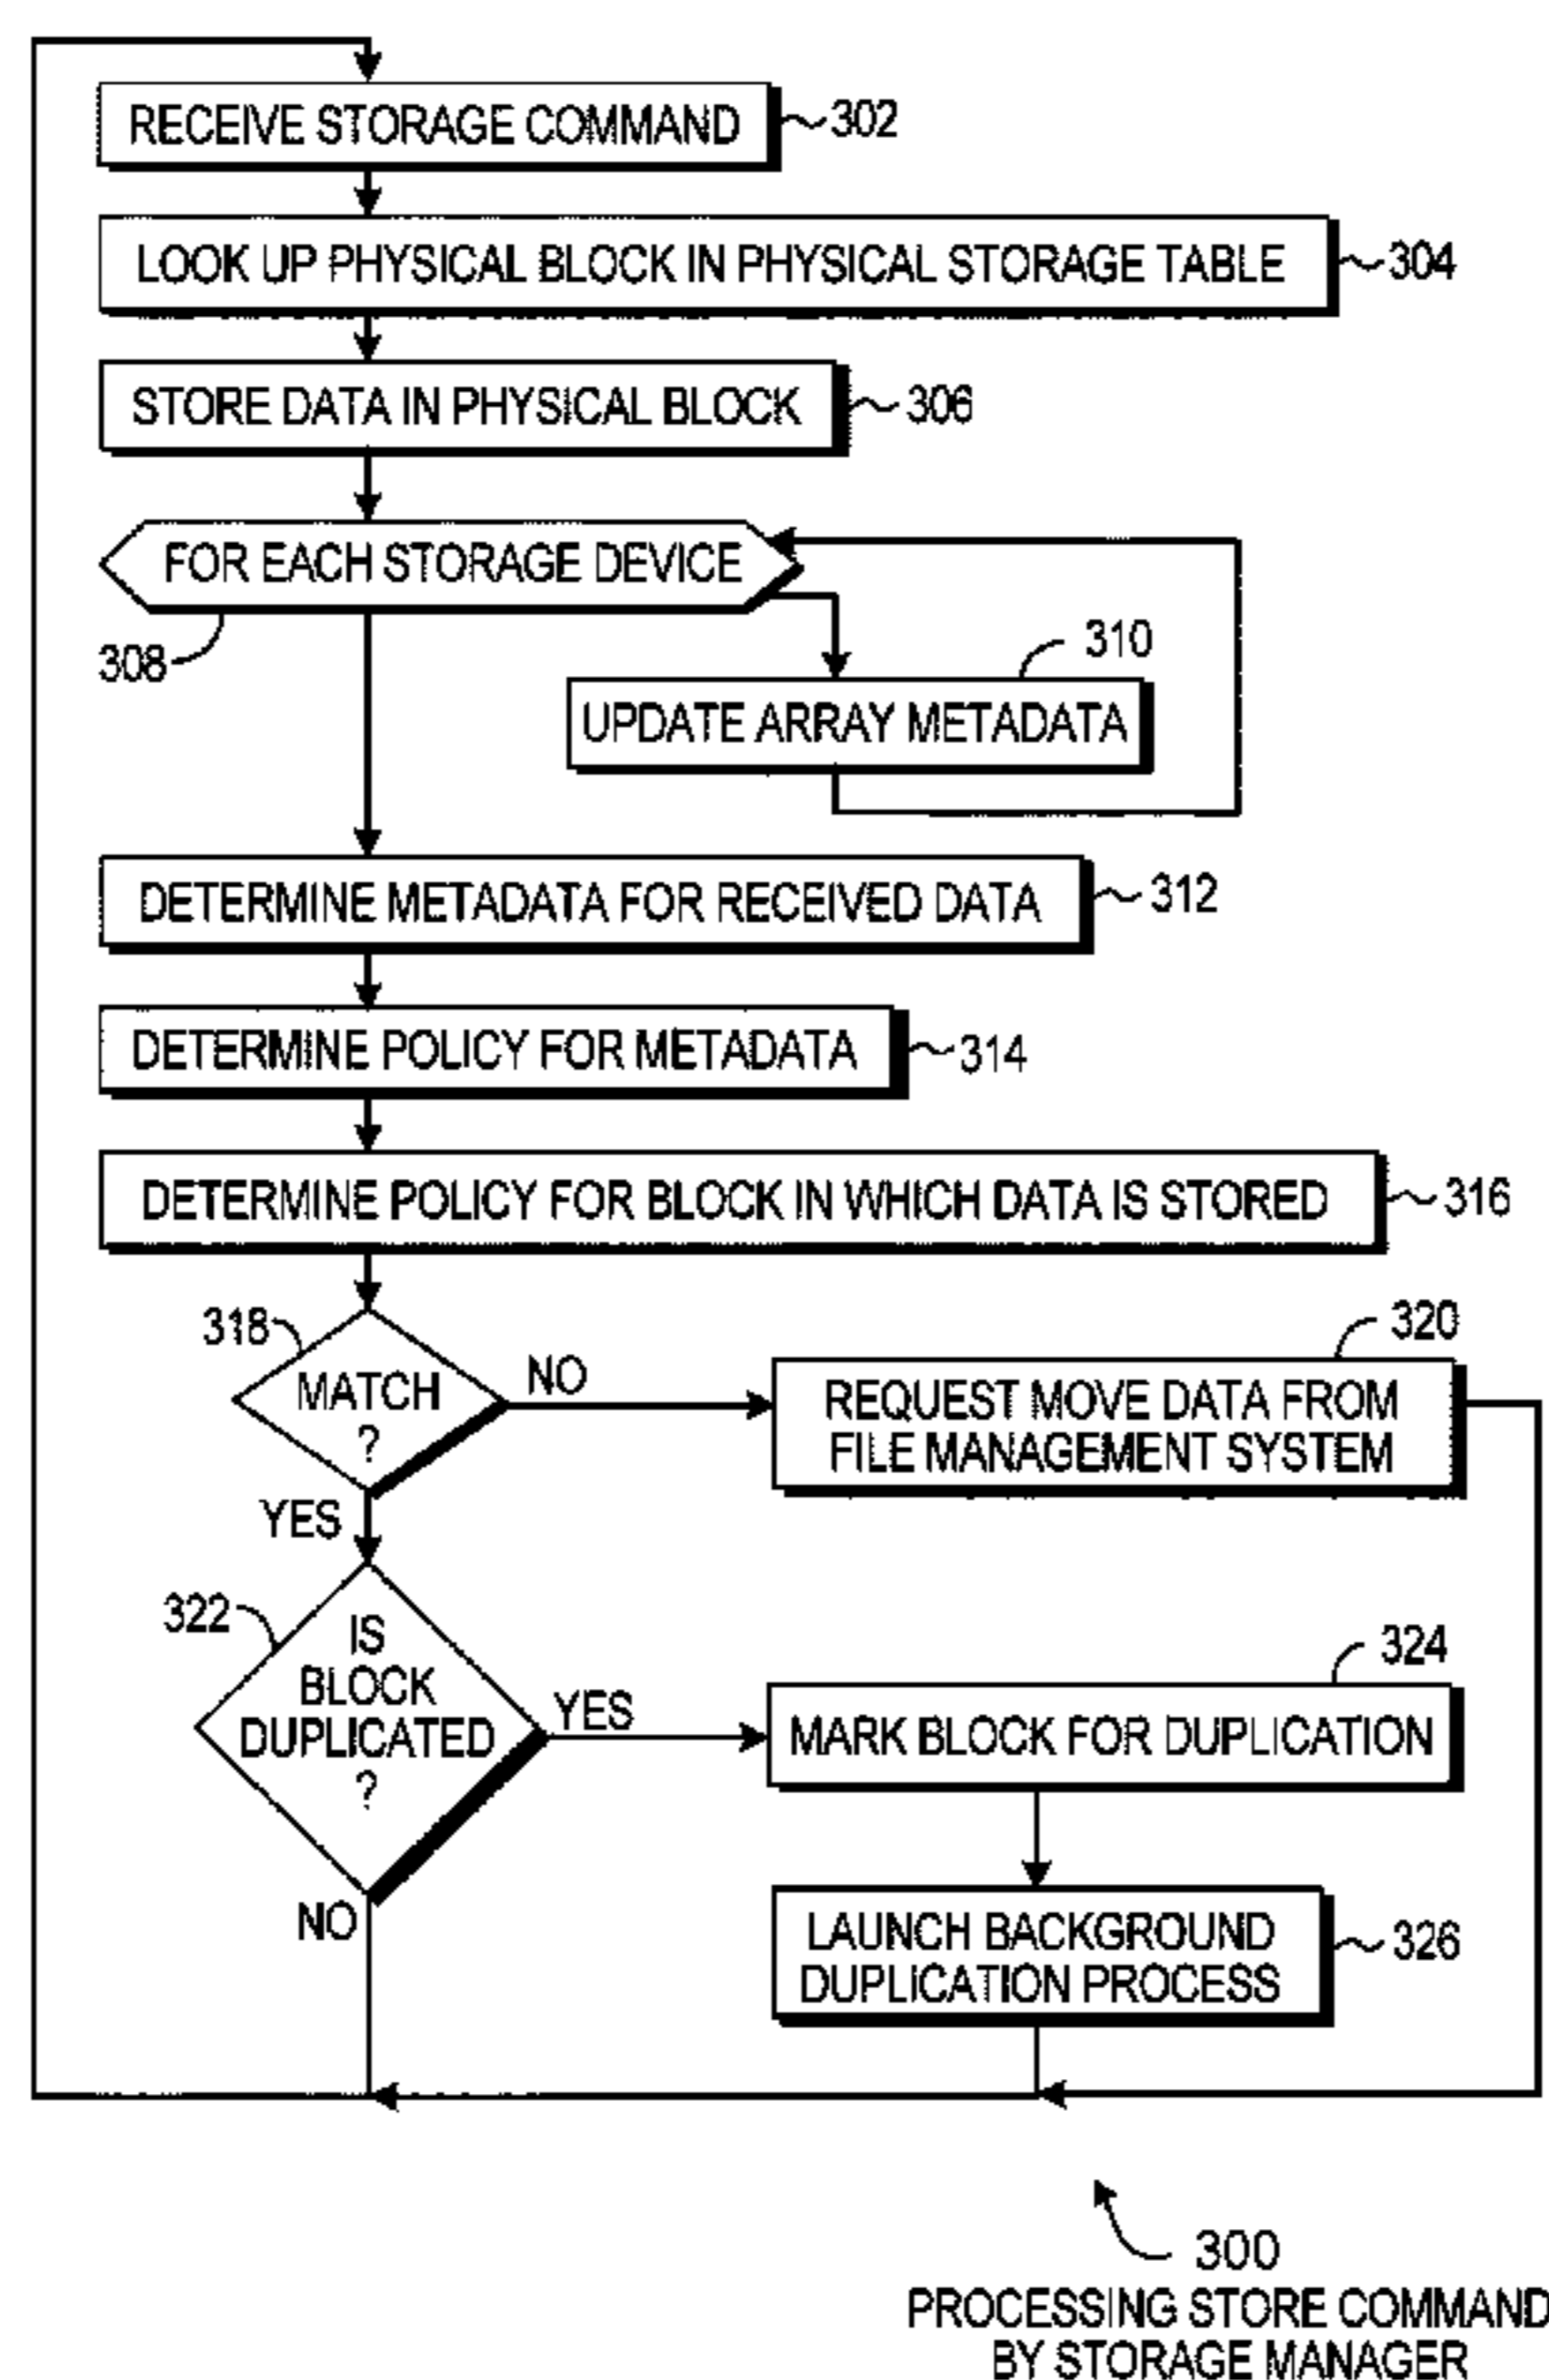 RECEIVE STORAGE COMMAND
302
LOOK UP PHYSICAL BLOCK IN PHYSICAL STORAGE TABLE
304
STORE DATA IN PHYSICAL BLOCK
306
FOR EACH STORAGE DEVICE
308
310
UPDATE ARRAY METADATA
DETERMINE METADATA FOR RECEIVED DATA
312
DETERMINE POLICY FOR METADATA
314
DETERMINE POLICY FOR BLOCK IN WHICH DATA IS STORED
316
318
MATCH
?
NO
YES
320
REQUEST MOVE DATA FROM
FILE MANAGEMENT SYSTEM
322
IS
BLOCK
DUPLICATED
?
YES
NO
324
MARK BLOCK FOR DUPLICATION
LAUNCH BACKGROUND
DUPLICATION PROCESS
326
300
PROCESSING STORE COMMAND
BY STORAGE MANAGER